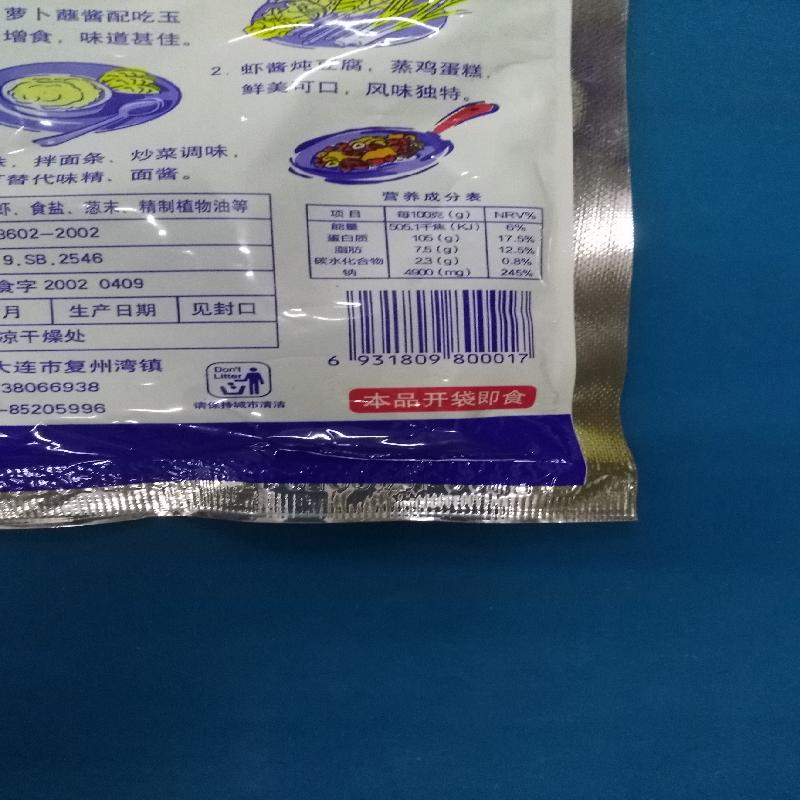 萝卜蘸酱配吃玉
增食，味道甚佳。
2. 虾酱炖豆腐，蒸鸡蛋糕，
鲜美可口，风味独特。
拌面条、炒菜调味，
替代味精、面酱。
虾、食盐、葱末、精制植物油等
3602-2002
9.SB.2546
食字 2002 0409
月 生产日期 见封口
凉干燥处
大连市复州湾镇
38066938
-85205996
营养成分表
项目 每100克（g） NRV%
能量 505.1千焦（KJ） 6%
蛋白质 105（g） 17.5%
脂肪 7.5（g） 12.5%
碳水化合物 2.3（g） 0.8%
钠 4900（mg） 245%
6 931809 800017
Don't
Litter
请保持城市清洁
本品开袋即食